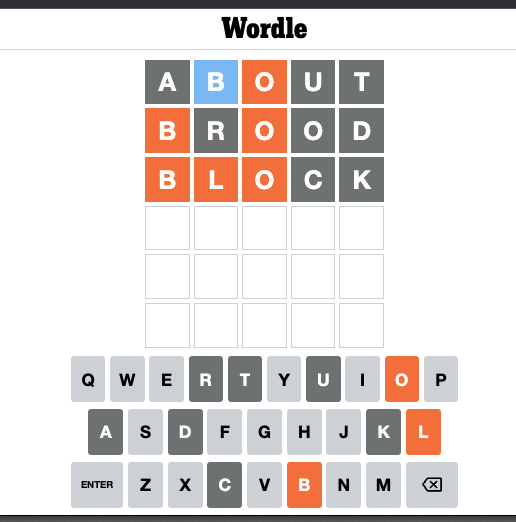 Wordle
A B O U T
B R O O D
B L O C K
Q W E R T Y U I O P
A S D F G H J K L
ENTER Z X C V B N M